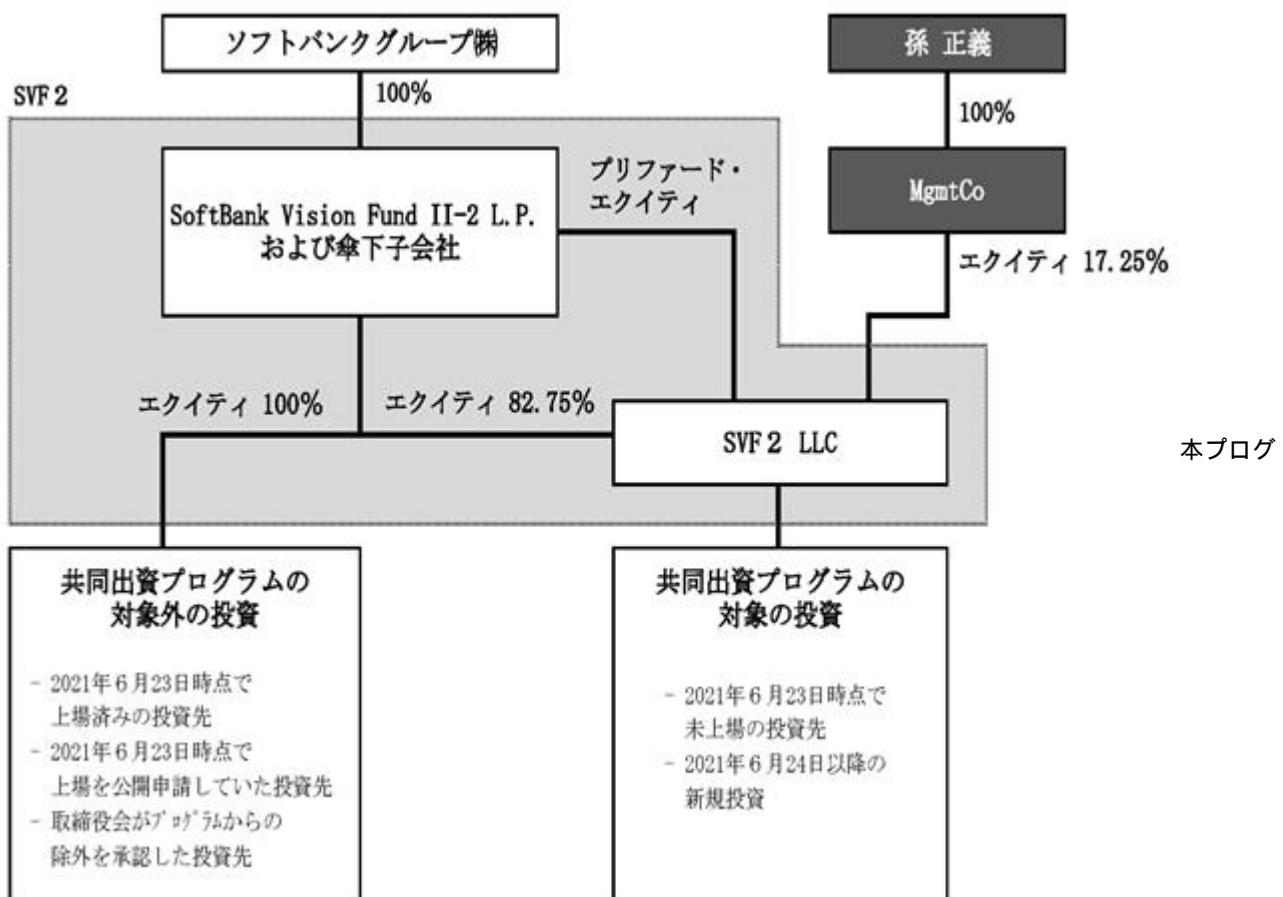 ソフトバンクグループ㈱
孫 正義
SVF 2
100%
100%
SoftBank Vision Fund II-2 L.P.
および傘下子会社
プリファード・
エクイティ
MgmtCo
エクイティ 17.25%
エクイティ 100%
エクイティ 82.75%
SVF 2 LLC
本プログ
共同出資プログラムの
対象外の投資
- 2021年6月23日時点で
上場済みの投資先
- 2021年6月23日時点で
上場を公開申請していた投資先
- 取締役会がプログラムからの
除外を承認した投資先
共同出資プログラムの
対象の投資
- 2021年6月23日時点で
未上場の投資先
- 2021年6月24日以降の
新規投資